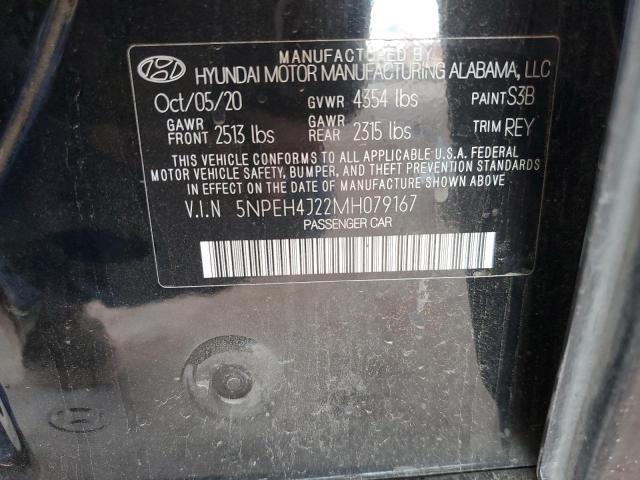 MANUFACTURED BY
HYUNDAI MOTOR MANUFACTURING ALABAMA, LLC
Oct/05/20 GVWR 4354 lbs PAINT S3B
GAWR FRONT 2513 lbs GAWR REAR 2315 lbs TRIM REY
THIS VEHICLE CONFORMS TO ALL APPLICABLE U.S.A. FEDERAL
MOTOR VEHICLE SAFETY, BUMPER, AND THEFT PREVENTION STANDARDS
IN EFFECT ON THE DATE OF MANUFACTURE SHOWN ABOVE.
V.I.N 5NPEH4J22MH079167
PASSENGER CAR